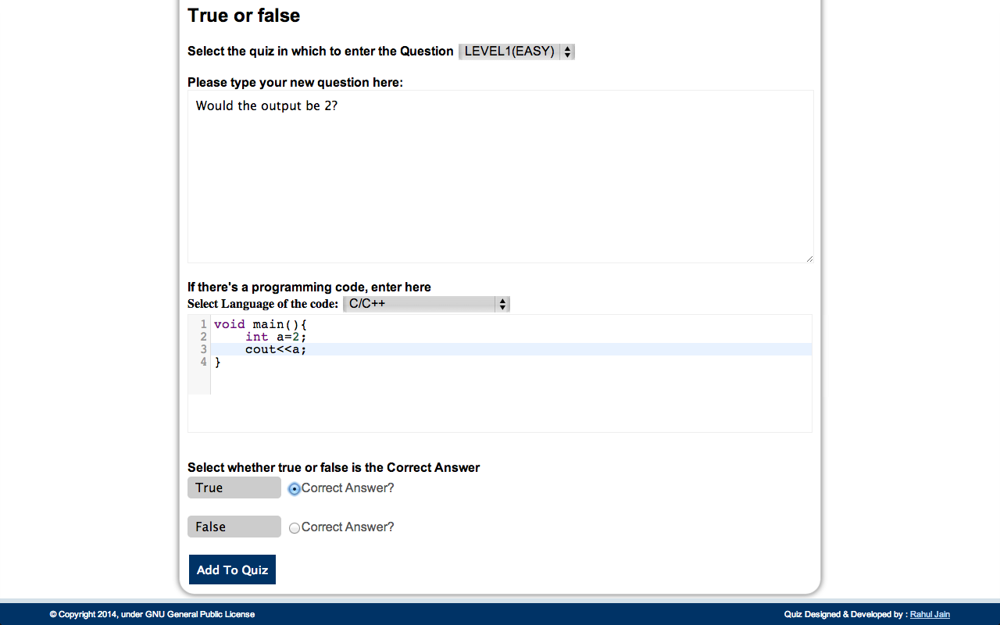 True or false
Select the quiz in which to enter the Question LEVEL1(EASY)
Please type your new question here:
Would the output be 2?
If there's a programming code, enter here
Select Language of the code: C/C++
1 void main(){
2     int a=2;
3     cout<<a;
4 }
Select whether true or false is the Correct Answer
True Correct Answer?
False Correct Answer?
Add To Quiz
© Copyright 2014, under GNU General Public License Quiz Designed & Developed by : Rahul Jain